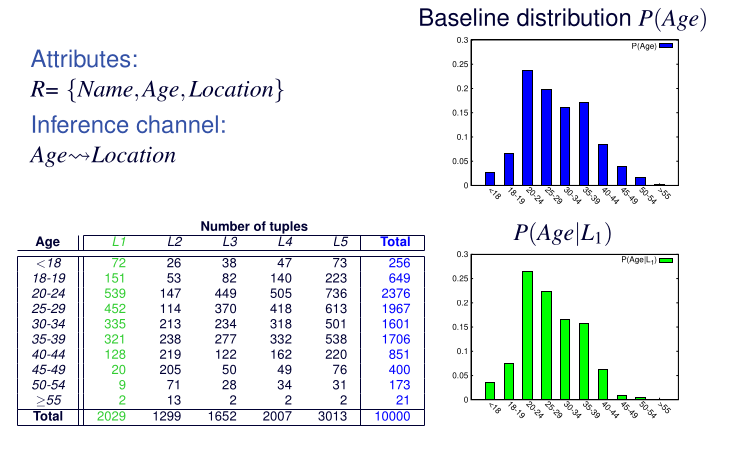 Attributes:
R= {Name, Age, Location}
Inference channel:
Age⇝Location
Baseline distribution P(Age)
P(Age)
0.3
0.25
0.2
0.15
0.1
0.05
0
<18 18-19 20-24 25-29 30-34 35-39 40-44 45-49 50-54 >55
Number of tuples
Age L1 L2 L3 L4 L5 Total
<18 72 26 38 47 73 256
18-19 151 53 82 140 223 649
20-24 539 147 449 505 736 2376
25-29 452 114 370 418 613 1967
30-34 335 213 234 318 501 1601
35-39 321 238 277 332 538 1706
40-44 128 219 122 162 220 851
45-49 20 205 50 49 76 400
50-54 9 71 28 34 31 173
≥55 2 13 2 2 2 21
Total 2029 1299 1652 2007 3013 10000
P(Age|L₁)
P(Age|L₁)
0.3
0.25
0.2
0.15
0.1
0.05
0
<18 18-19 20-24 25-29 30-34 35-39 40-44 45-49 50-54 >55